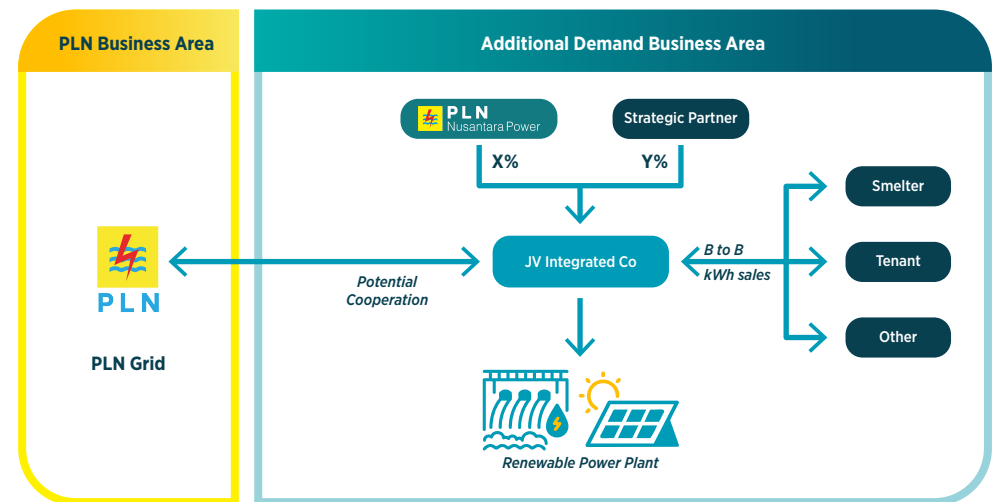 PLN Business Area
Additional Demand Business Area
PLN
Nusantara Power
Strategic Partner
X%
Y%
Smelter
JV Integrated Co
B to B
kWh sales
Tenant
Potential
Cooperation
PLN
Other
PLN Grid
Renewable Power Plant